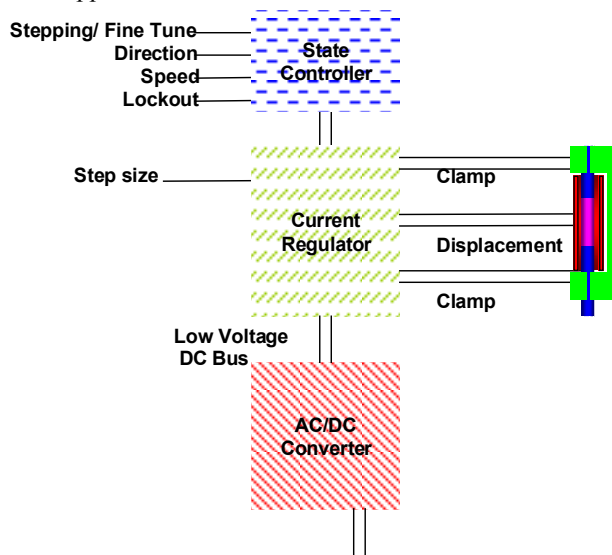 Stepping/ Fine Tune
Direction
Speed
Lockout
State
Controller
Step size
Current
Regulator
Clamp
Displacement
Clamp
Low Voltage
DC Bus
AC/DC
Converter